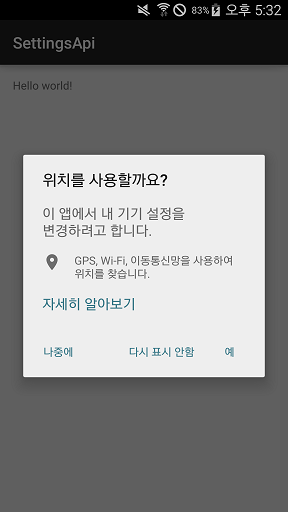 83% 오후 5:32
SettingsApi
Hello world!
위치를 사용할까요?
이 앱에서 내 기기 설정을
변경하려고 합니다.
GPS, Wi-Fi, 이동통신망을 사용하여
위치를 찾습니다.
자세히 알아보기
나중에 다시 표시 안함 예